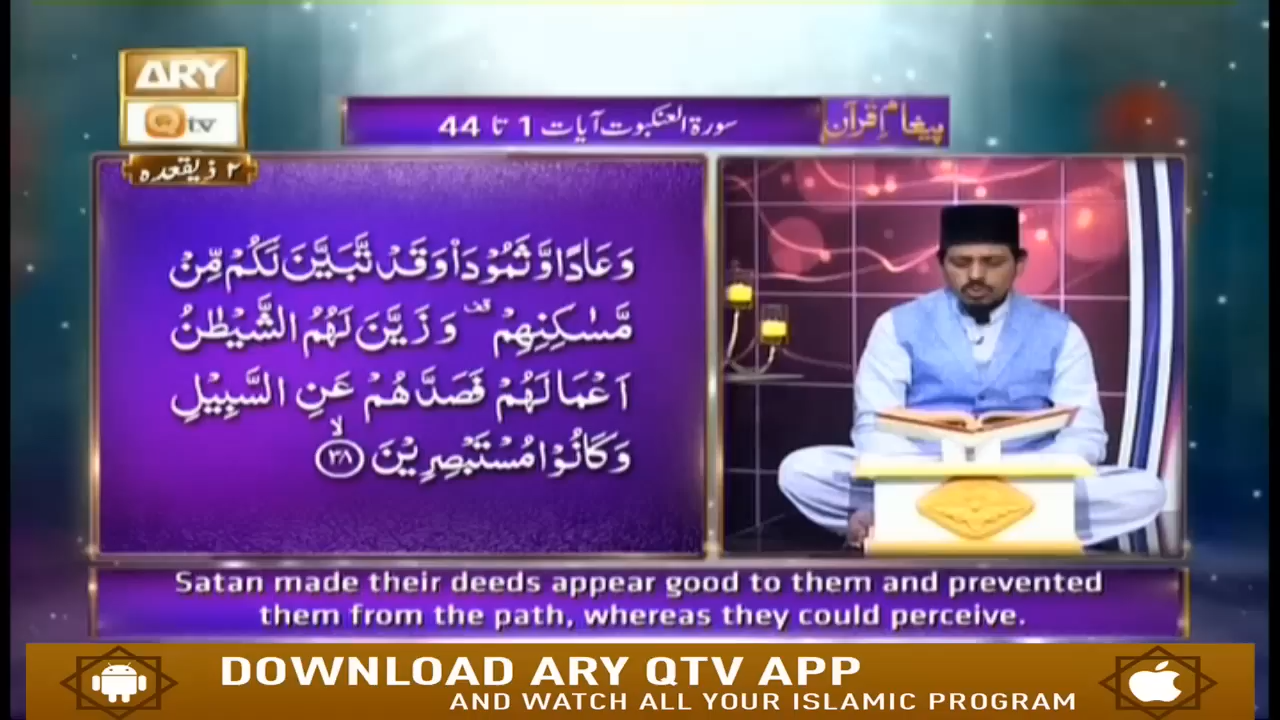 ARY
Qtv
سورۃ العنکبوت آیات 1 تا 44
پیغامِ قرآن
۲ ذیقعدہ
وَعَادًا وَّثَمُوْدَا۟ وَقَدْ تَّبَيَّنَ لَكُمْ مِّنْ
مَّسٰكِنِهِمْ ۫ وَزَيَّنَ لَهُمُ الشَّيْطٰنُ
اَعْمَالَهُمْ فَصَدَّهُمْ عَنِ السَّبِيْلِ
وَكَانُوْا مُسْتَبْصِرِيْنَ ۙ ﴿۳۸﴾
Satan made their deeds appear good to them and prevented
them from the path, whereas they could perceive.
DOWNLOAD ARY QTV APP
AND WATCH ALL YOUR ISLAMIC PROGRAM